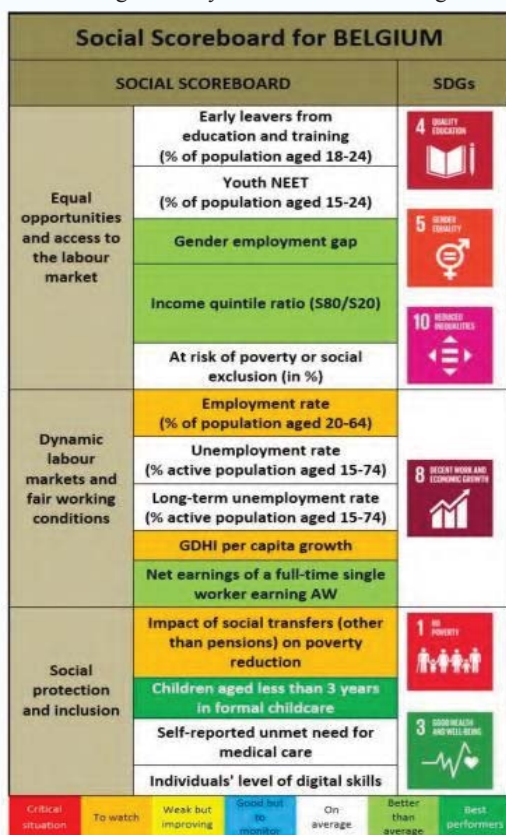 Social Scoreboard for BELGIUM
SOCIAL SCOREBOARD
SDGs
Equal
opportunities
and access to
the labour
market
Early leavers from
education and training
(% of population aged 18-24)
Youth NEET
(% of population aged 15-24)
Gender employment gap
Income quintile ratio (S80/S20)
At risk of poverty or social
exclusion (in %)
4 QUALITY
EDUCATION
5 GENDER
EQUALITY
10 REDUCED
INEQUALITIES
Dynamic
labour
markets and
fair working
conditions
Employment rate
(% of population aged 20-64)
Unemployment rate
(% active population aged 15-74)
Long-term unemployment rate
(% active population aged 15-74)
GDHI per capita growth
Net earnings of a full-time single
worker earning AW
8 DECENT WORK AND
ECONOMIC GROWTH
Social
protection
and inclusion
Impact of social transfers (other
than pensions) on poverty
reduction
Children aged less than 3 years
in formal childcare
Self-reported unmet need for
medical care
Individuals' level of digital skills
1 NO
POVERTY
3 GOOD HEALTH
AND WELL-BEING
Critical
situation
To watch
Weak but
improving
Good but
to
monitor
On
average
Better
than
average
Best
performers